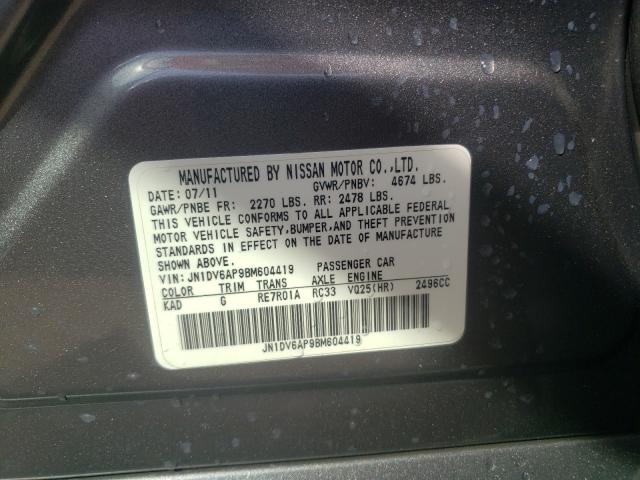 MANUFACTURED BY NISSAN MOTOR CO.,LTD.
DATE: 07/11 GVWR/PNBV: 4674 LBS.
GAWR/PNBE FR: 2270 LBS. RR: 2478 LBS.
THIS VEHICLE CONFORMS TO ALL APPLICABLE FEDERAL
MOTOR VEHICLE SAFETY,BUMPER,AND THEFT PREVENTION
STANDARDS IN EFFECT ON THE DATE OF MANUFACTURE
SHOWN ABOVE.
VIN:JN1DV6AP9BM604419 PASSENGER CAR
COLOR TRIM TRANS AXLE ENGINE
KAD G RE7R01A RC33 VQ25(HR) 2496CC
JN1DV6AP9BM604419